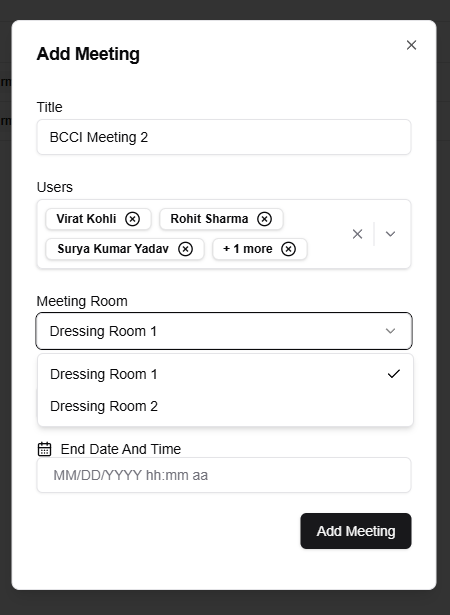 Add Meeting
Title
BCCI Meeting 2
Users
Virat Kohli Rohit Sharma
Surya Kumar Yadav + 1 more
Meeting Room
Dressing Room 1
Dressing Room 1
Dressing Room 2
End Date And Time
MM/DD/YYYY hh:mm aa
Add Meeting